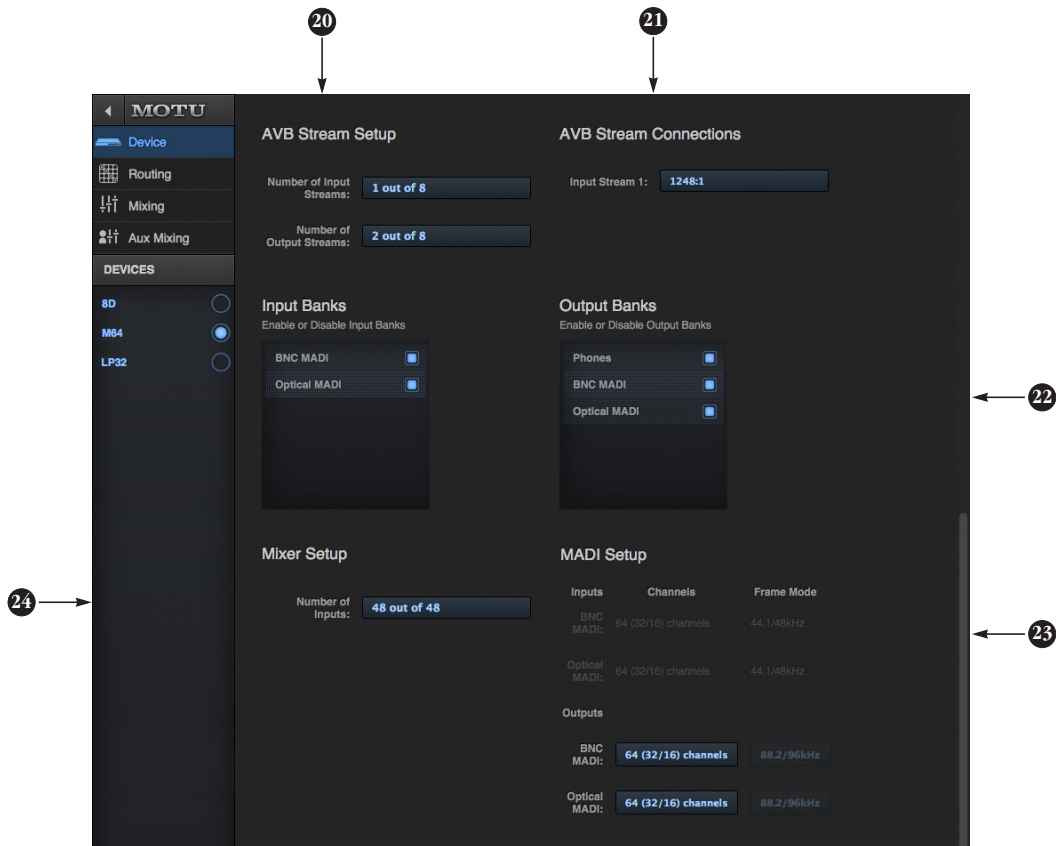 20
21
MOTU
Device
Routing
Mixing
Aux Mixing
DEVICES
8D
M64
LP32
AVB Stream Setup
Number of Input
Streams:
1 out of 8
Number of
Output Streams:
2 out of 8
AVB Stream Connections
Input Stream 1:
1248:1
Input Banks
Enable or Disable Input Banks
BNC MADI
Optical MADI
Output Banks
Enable or Disable Output Banks
Phones
BNC MADI
Optical MADI
22
Mixer Setup
Number of
Inputs:
48 out of 48
24
MADI Setup
Inputs Channels Frame Mode
BNC
MADI:
64 (32/16) channels 44.1/48kHz
Optical
MADI:
64 (32/16) channels 44.1/48kHz
Outputs
BNC
MADI:
64 (32/16) channels 88.2/96kHz
Optical
MADI:
64 (32/16) channels 88.2/96kHz
23